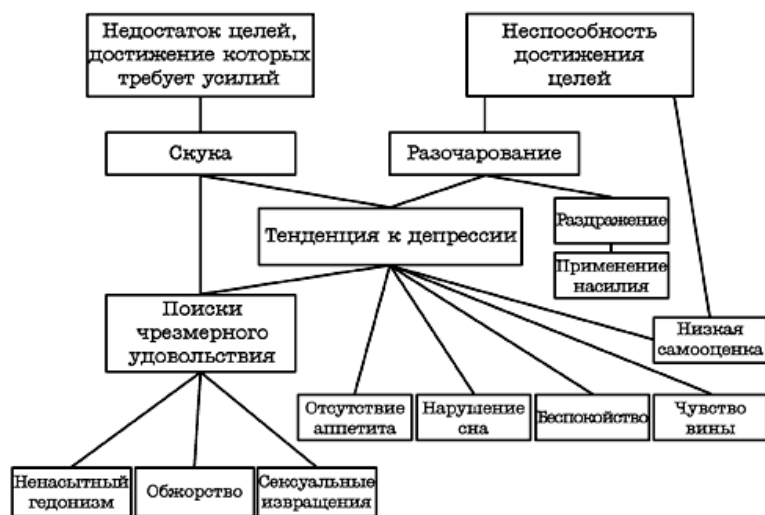 Недостаток целей,
достижение которых
требует усилий
Неспособность
достижения
целей
Скука
Разочарование
Тенденция к депрессии
Раздражение
Применение
насилия
Поиски
чрезмерного
удовольствия
Низкая
самооценка
Отсутствие
аппетита
Нарушение
сна
Беспокойство
Чувство
вины
Ненасытный
гедонизм
Обжорство
Сексуальные
извращения